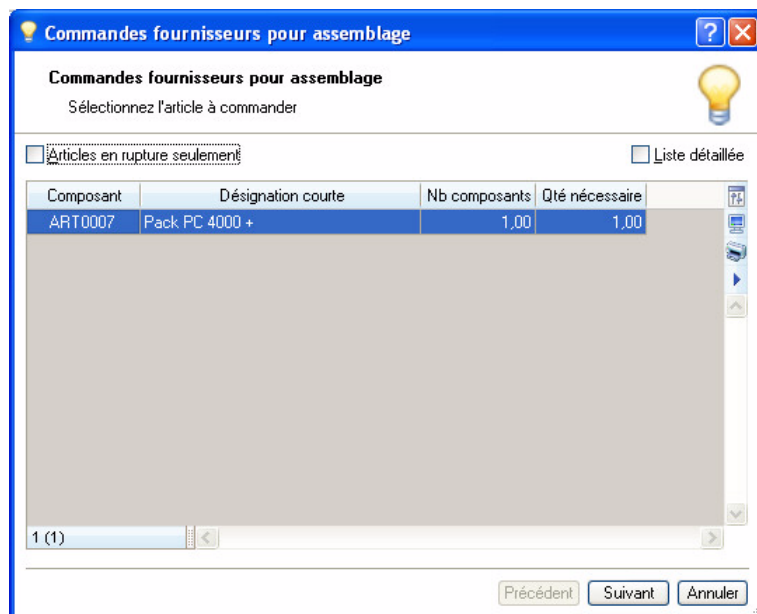 Commandes fournisseurs pour assemblage
Commandes fournisseurs pour assemblage
Sélectionnez l'article à commander
Articles en rupture seulement Liste détaillée
Composant Désignation courte Nb composants Qté nécessaire
ART0007 Pack PC 4000 + 1,00 1,00
1 (1)
Précédent Suivant Annuler